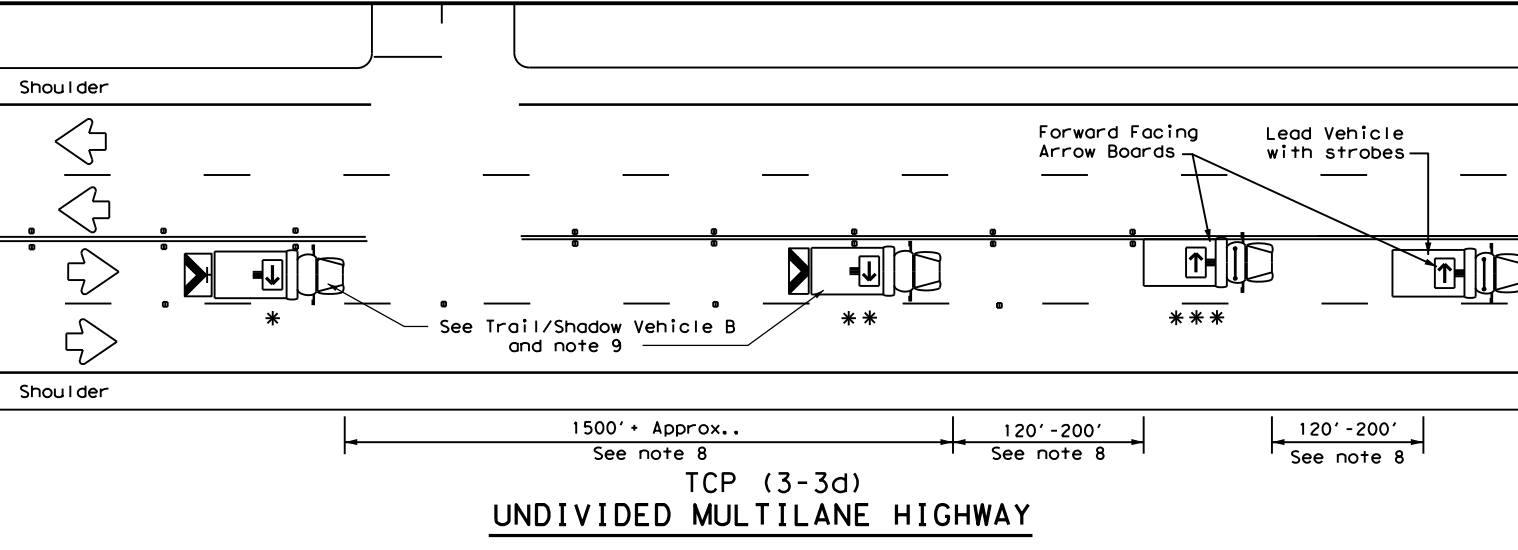 Shoulder
Forward Facing
Arrow Boards
Lead Vehicle
with strobes
* 
* *
* * *
See Trail/Shadow Vehicle B
and note 9
Shoulder
1500'+ Approx..
See note 8
120'-200'
See note 8
120'-200'
See note 8
TCP (3-3d)
UNDIVIDED MULTILANE HIGHWAY